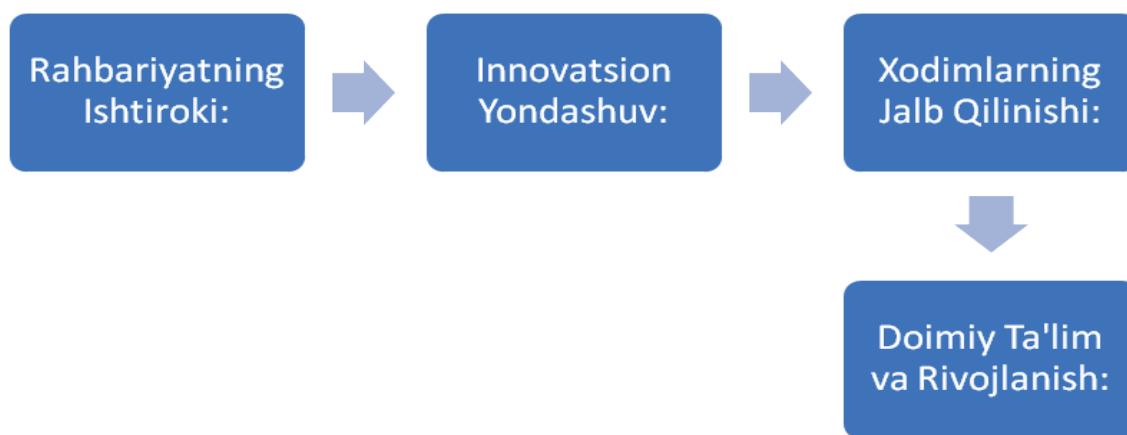 Rahbariyatning
Ishtiroki:
Innovatsion
Yondashuv:
Xodimlarning
Jalb Qilinishi:
Doimiy Ta'lim
va Rivojlanish: